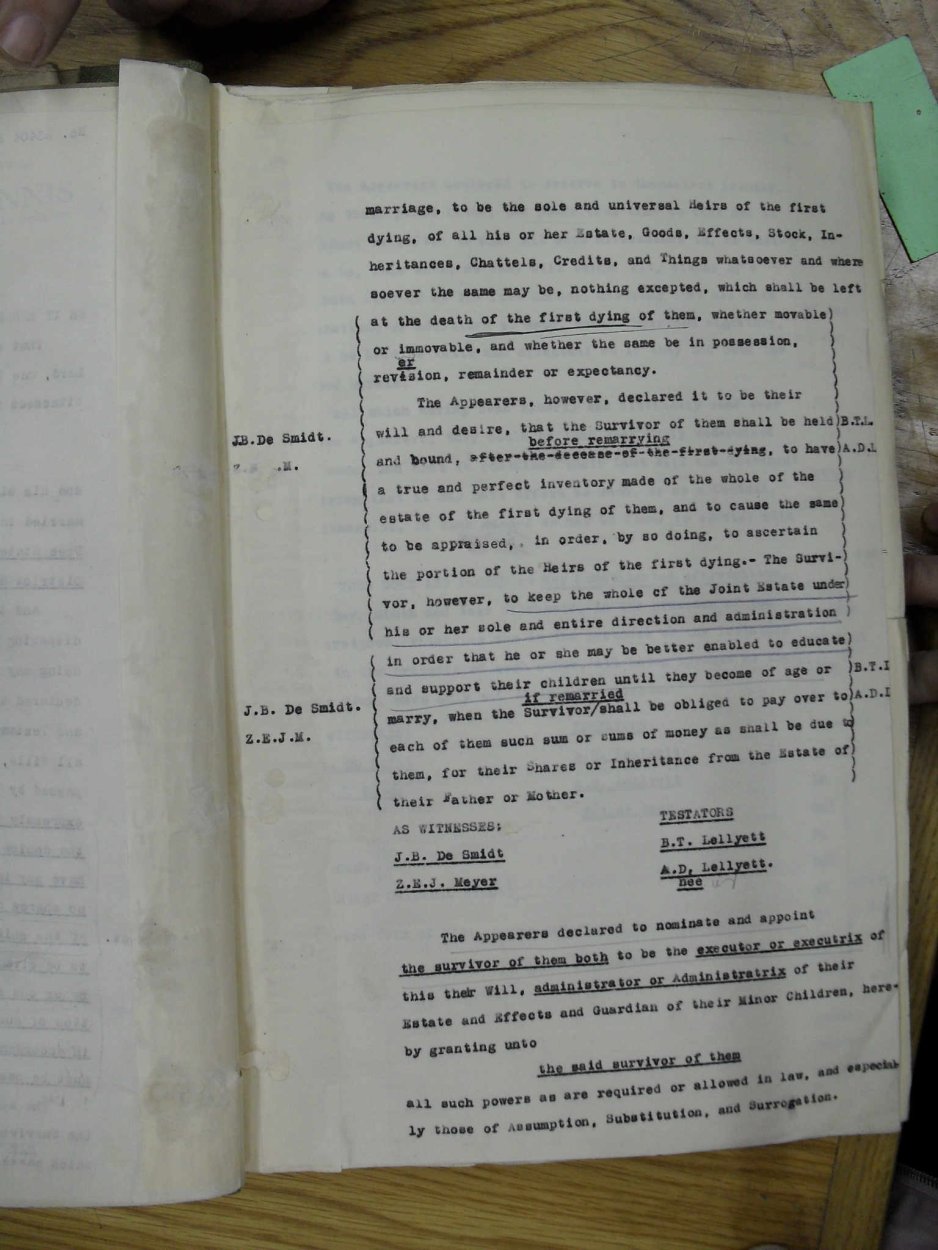 marriage, to be the sole and universal Heirs of the first
dying, of all his or her Estate, Goods, Effects, Stock, In-
heritances, Chattels, Credits, and Things whatsoever and where
soever the same may be, nothing excepted, which shall be left
at the death of the first dying of them, whether movable)
or immovable, and whether the same be in possession,
er
revision, remainder or expectancy.
The Appearers, however, declared it to be their
will and desire, that the Survivor of them shall be held) B.T.L.
J.B. De Smidt.
before remarrying
and bound, after the decease of the first dying, to have) A.D.L
.M.
a true and perfect inventory made of the whole of the
estate of the first dying of them, and to cause the same)
to be appraised, in order, by so doing, to ascertain
the portion of the Heirs of the first dying.- The Survi-
vor, however, to keep the whole of the Joint Estate under)
his or her sole and entire direction and administration )
in order that he or she may be better enabled to educate)
and support their children until they become of age or )B.T.I
if remarried
J.B. De Smidt. marry, when the Survivor/shall be obliged to pay over to)A.D.I
Z.E.J.M. each of them such sum or sums of money as shall be due to
them, for their Shares or Inheritance from the Estate of)
their Father or Mother.
AS WITNESSES: TESTATORS
J.B. De Smidt B.T. Lellyett
Z.E.J. Meyer A.D. Lellyett.
nee
The Appearers declared to nominate and appoint
the survivor of them both to be the executor or executrix of
this their Will, administrator or Administratrix of their
Estate and Effects and Guardian of their Minor Children, here-
by granting unto
the said survivor of them
all such powers as are required or allowed in law, and especial
ly those of Assumption, Substitution, and Surrogation.